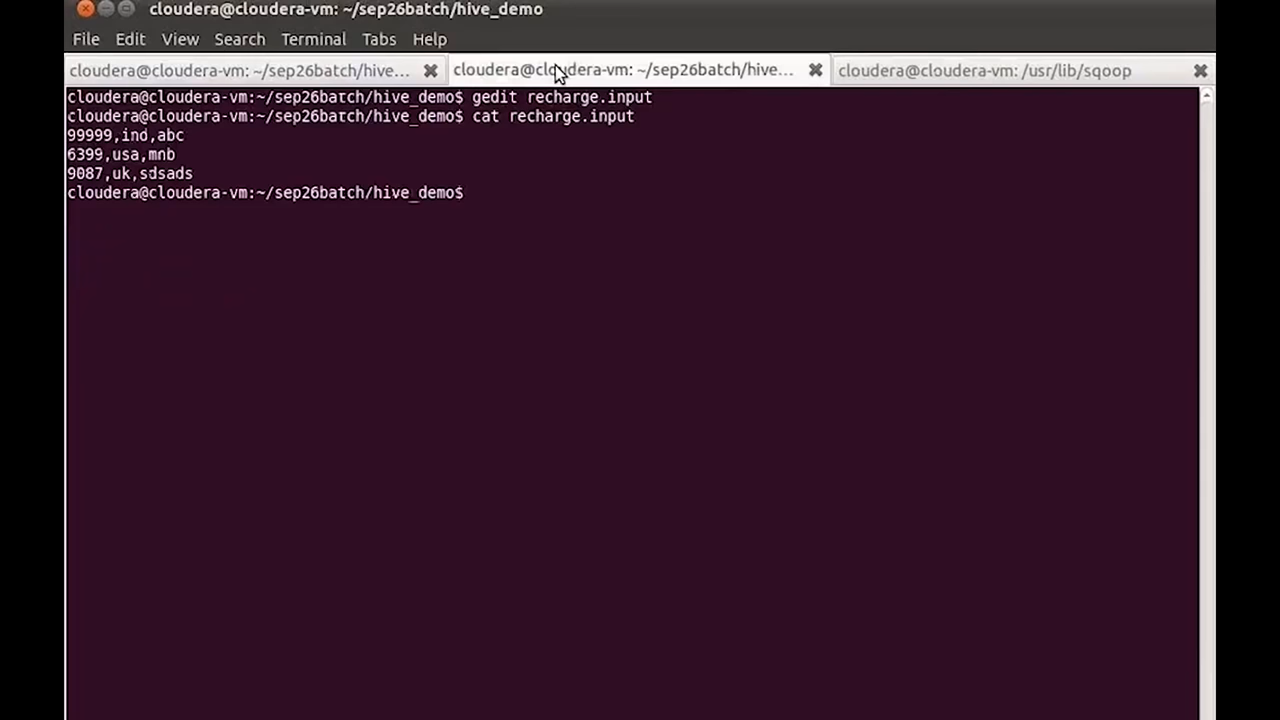 cloudera@cloudera-vm: ~/sep26batch/hive_demo
File Edit View Search Terminal Tabs Help
cloudera@cloudera-vm: ~/sep26batch/hive... cloudera@cloudera-vm: ~/sep26batch/hive... cloudera@cloudera-vm: /usr/lib/sqoop
cloudera@cloudera-vm:~/sep26batch/hive_demo$ gedit recharge.input
cloudera@cloudera-vm:~/sep26batch/hive_demo$ cat recharge.input
99999,ind,abc
6399,usa,mnb
9087,uk,sdsads
cloudera@cloudera-vm:~/sep26batch/hive_demo$